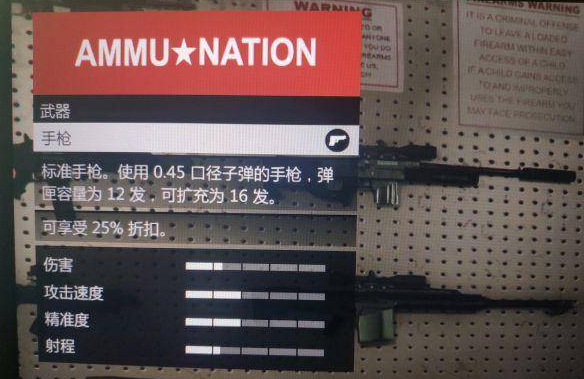 AMMU★NATION
武器
手枪
标准手枪。使用 0.45 口径子弹的手枪，弹
匣容量为 12 发，可扩充为 16 发。
可享受 25% 折扣。
伤害
攻击速度
精准度
射程
WARNING
FIREARMS WARNING
IT IS A CRIMINAL OFFENSE
TO LEAVE A LOADED
FIREARM WITHIN EASY
ACCESS OF A CHILD
IF A CHILD GAINS ACCESS
TO AND IMPROPERLY
USES THE FIREARM YOU
MAY FACE PROSECUTION